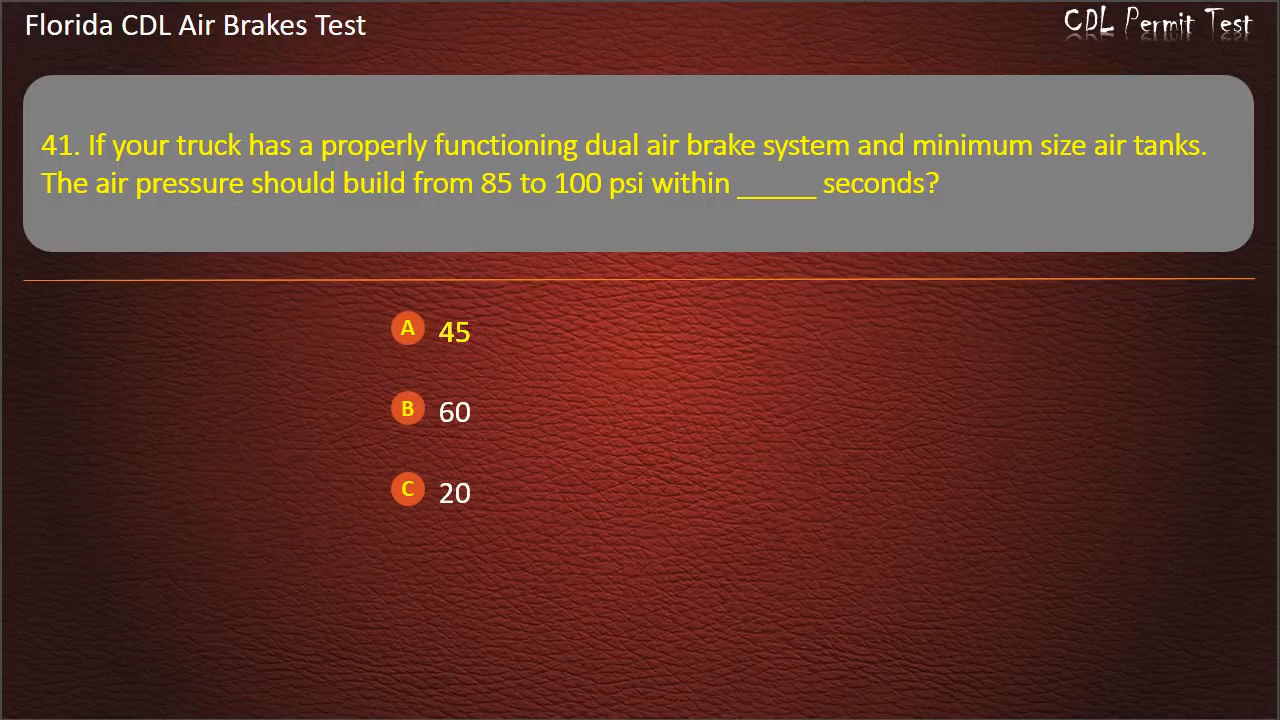 Florida CDL Air Brakes Test
CDL Permit Test
41. If your truck has a properly functioning dual air brake system and minimum size air tanks.
The air pressure should build from 85 to 100 psi within _____ seconds?
A 45
B 60
C 20